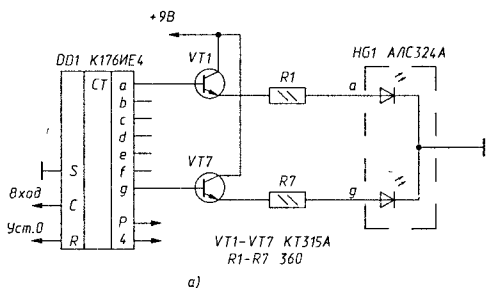 +9В
DD1 К176ИЕ4
VT1
HG1 АЛС324А
CT
a
R1
a
b
c
d
e
f
S
VT7
Вход
C
g
R7
g
P
Уст.0
R
4
VT1-VT7 КТ315А
R1-R7 360
а)